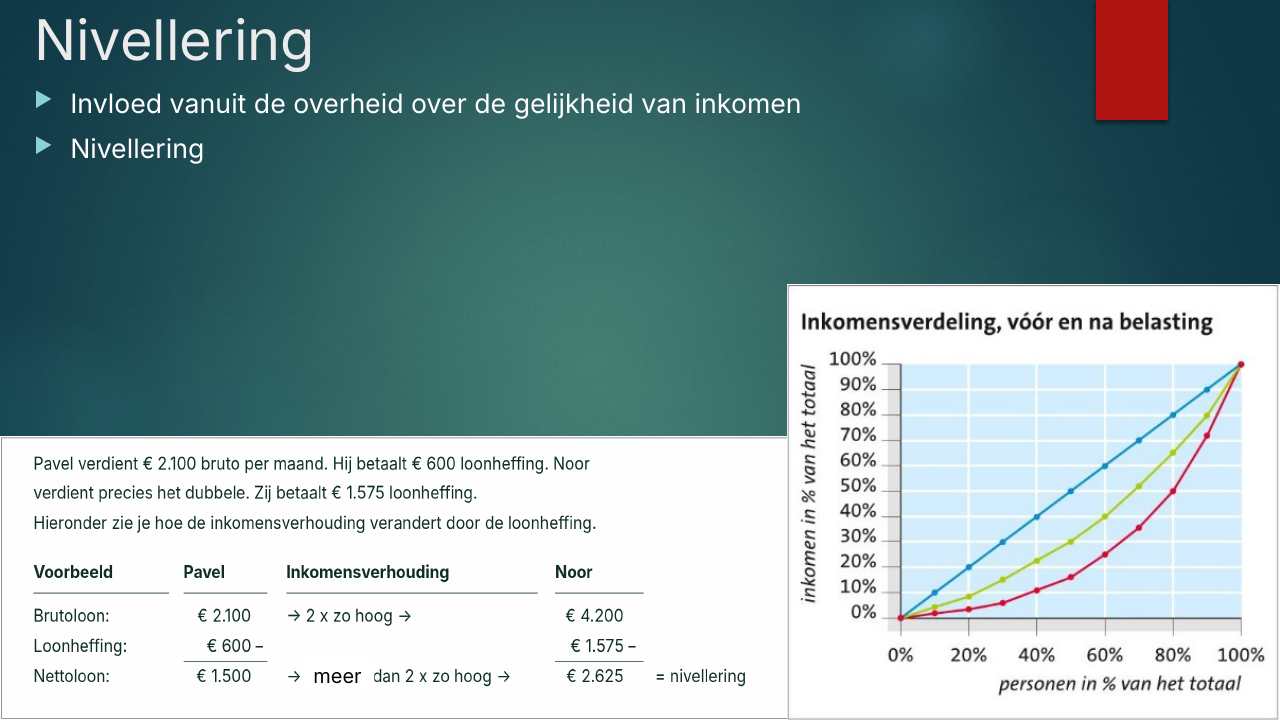 Nivellering
Invloed vanuit de overheid over de gelijkheid van inkomen
Nivellering
Pavel verdient € 2.100 bruto per maand. Hij betaalt € 600 loonheffing. Noor
verdient precies het dubbele. Zij betaalt € 1.575 loonheffing.
Hieronder zie je hoe de inkomensverhouding verandert door de loonheffing.
Voorbeeld Pavel Inkomensverhouding Noor
Brutoloon: € 2.100 → 2 x zo hoog → € 4.200
Loonheffing: € 600 – € 1.575 –
Nettoloon: € 1.500 → meer dan 2 x zo hoog → € 2.625 = nivellering
Inkomensverdeling, vóór en na belasting
inkomen in % van het totaal
100%
90%
80%
70%
60%
50%
40%
30%
20%
10%
0%
0% 20% 40% 60% 80% 100%
personen in % van het totaal